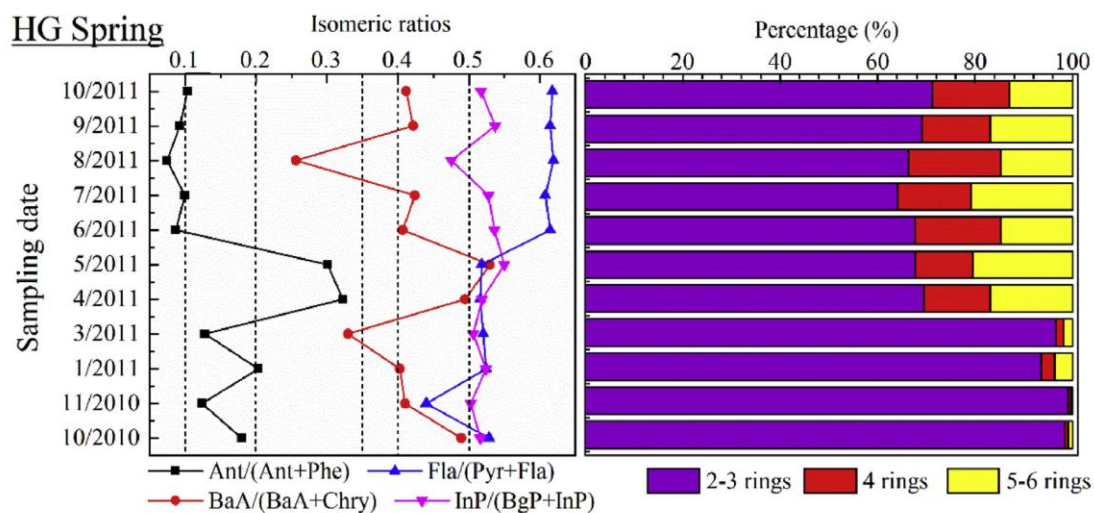 HG Spring
Isomeric ratios
0.1 0.2 0.3 0.4 0.5 0.6
Percentage (%)
0 20 40 60 80 100
Sampling date
10/2011
9/2011
8/2011
7/2011
6/2011
5/2011
4/2011
3/2011
1/2011
11/2010
10/2010
Ant/(Ant+Phe) Fla/(Pyr+Fla)
BaA/(BaA+Chry) InP/(BgP+InP)
2-3 rings 4 rings 5-6 rings